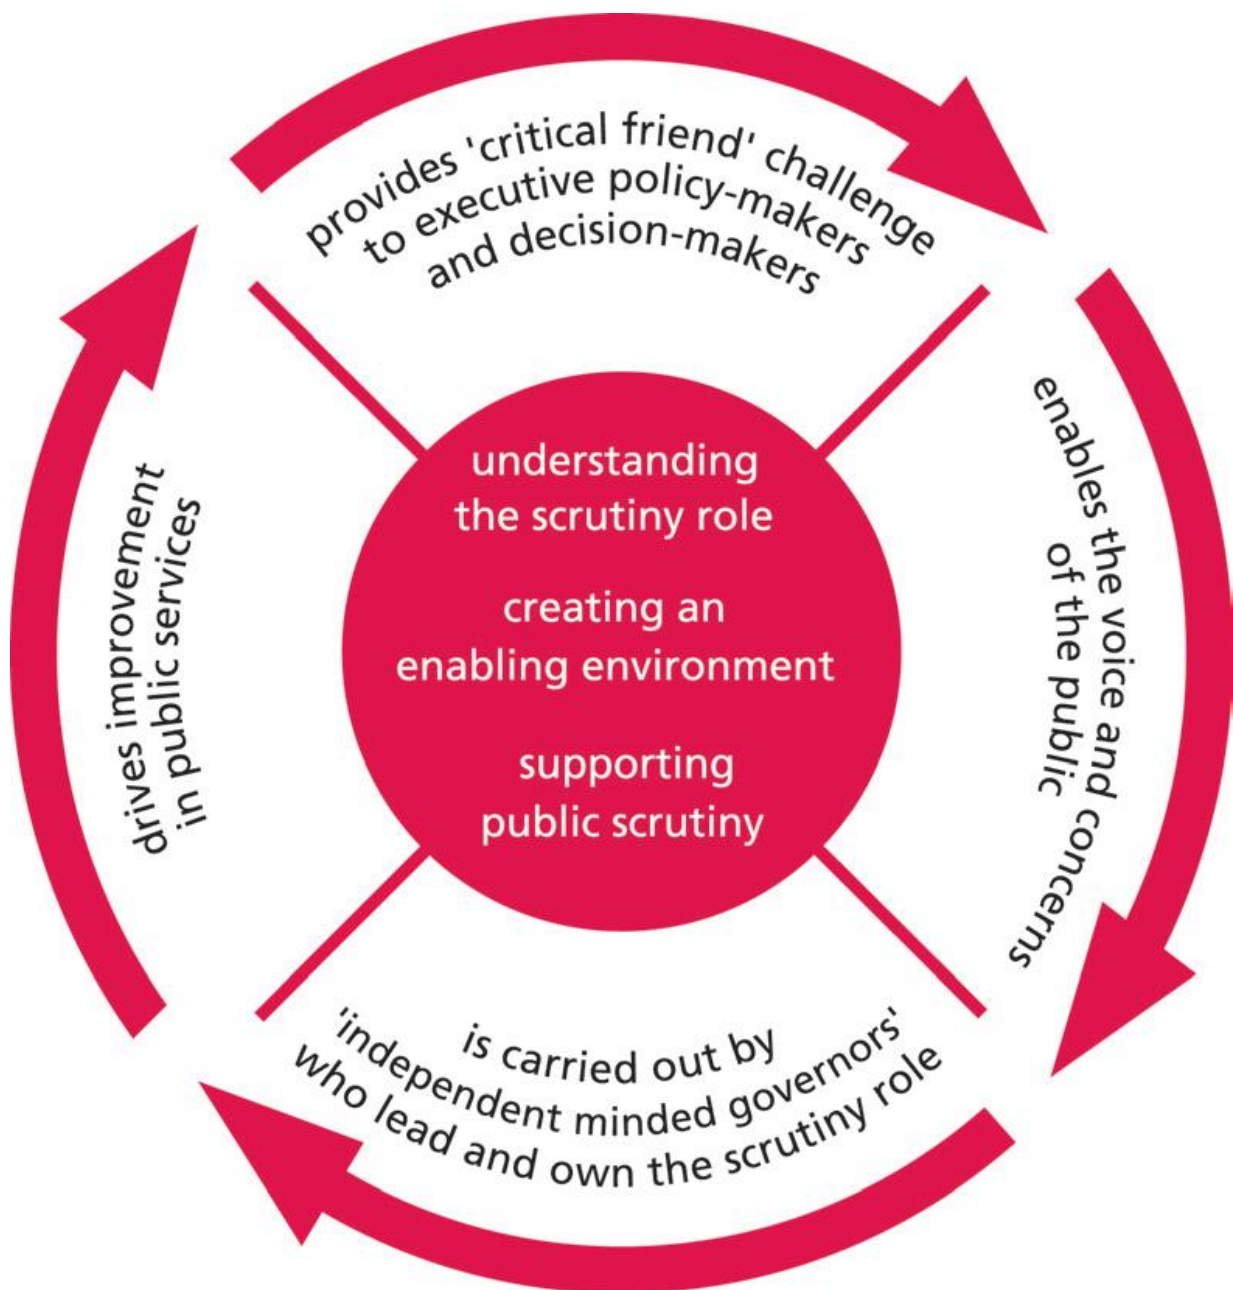 provides 'critical friend' challenge
to executive policy-makers
and decision-makers
enables the voice and concerns
of the public
is carried out by
'independent minded governors'
who lead and own the scrutiny role
drives improvement
in public services
understanding
the scrutiny role
creating an
enabling environment
supporting
public scrutiny